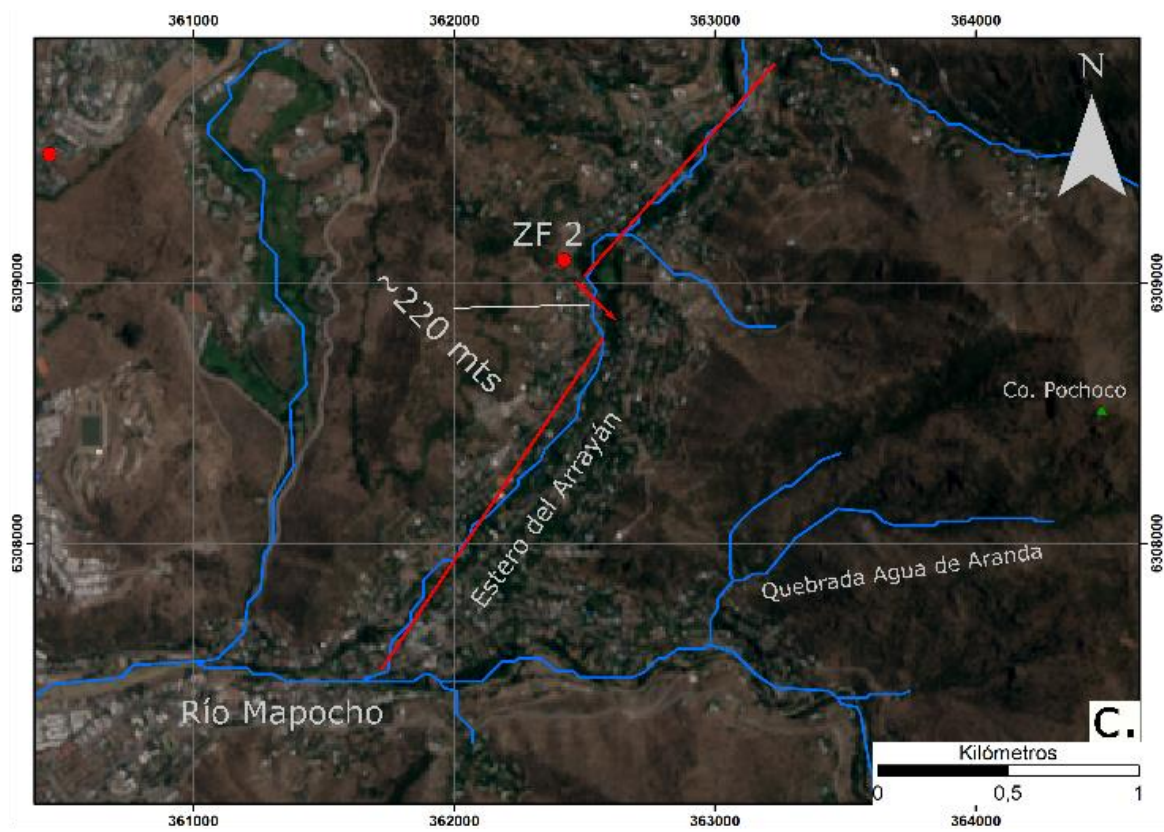 361000
362000
363000
364000
N
ZF 2
6309000
6309000
~220 mts
Co. Pochoco
Estero del Arrayán
6308000
6308000
Quebrada Agua de Aranda
Río Mapocho
c.
Kilómetros
0 0,5 1
361000
362000
363000
364000